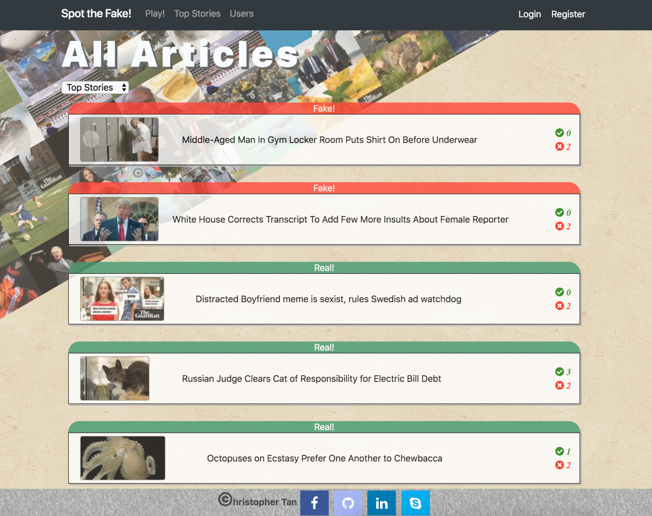 Spot the Fake! Play! Top Stories Users Login Register
All Articles
Top Stories
Fake!
Middle-Aged Man In Gym Locker Room Puts Shirt On Before Underwear
0
2
Fake!
White House Corrects Transcript To Add Few More Insults About Female Reporter
0
2
Real!
you
The Guardian
Distracted Boyfriend meme is sexist, rules Swedish ad watchdog
0
2
Real!
Russian Judge Clears Cat of Responsibility for Electric Bill Debt
3
2
Real!
Octopuses on Ecstasy Prefer One Another to Chewbacca
1
2
©hristopher Tan